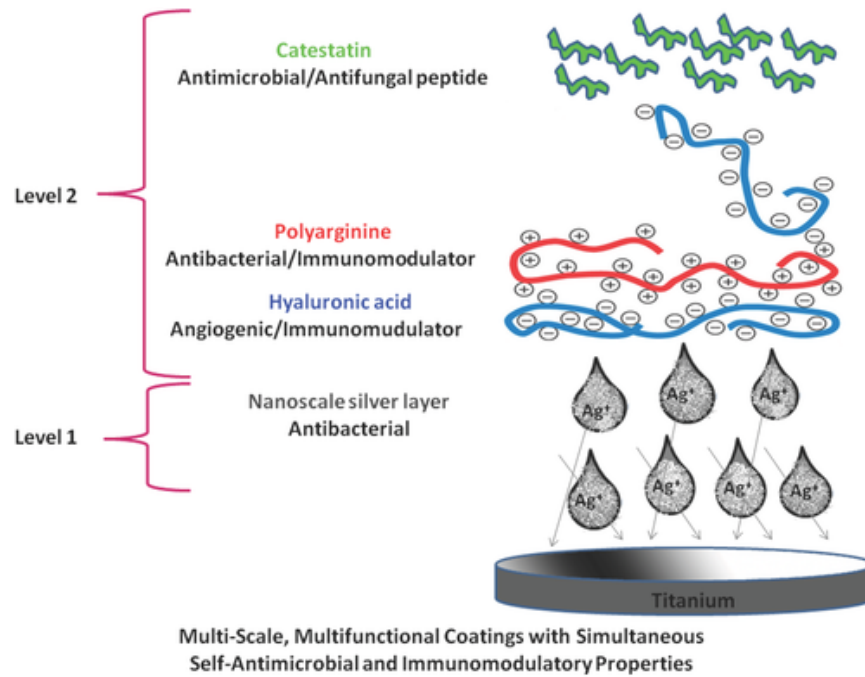 Catestatin
Antimicrobial/Antifungal peptide
Level 2
Polyarginine
Antibacterial/Immunomodulator
Hyaluronic acid
Angiogenic/Immunomudulator
Nanoscale silver layer
Antibacterial
Level 1
Ag⁺ Ag⁺ Ag⁺
Ag⁺ Ag⁺ Ag⁺ Ag⁺
Titanium
Multi-Scale, Multifunctional Coatings with Simultaneous
Self-Antimicrobial and Immunomodulatory Properties